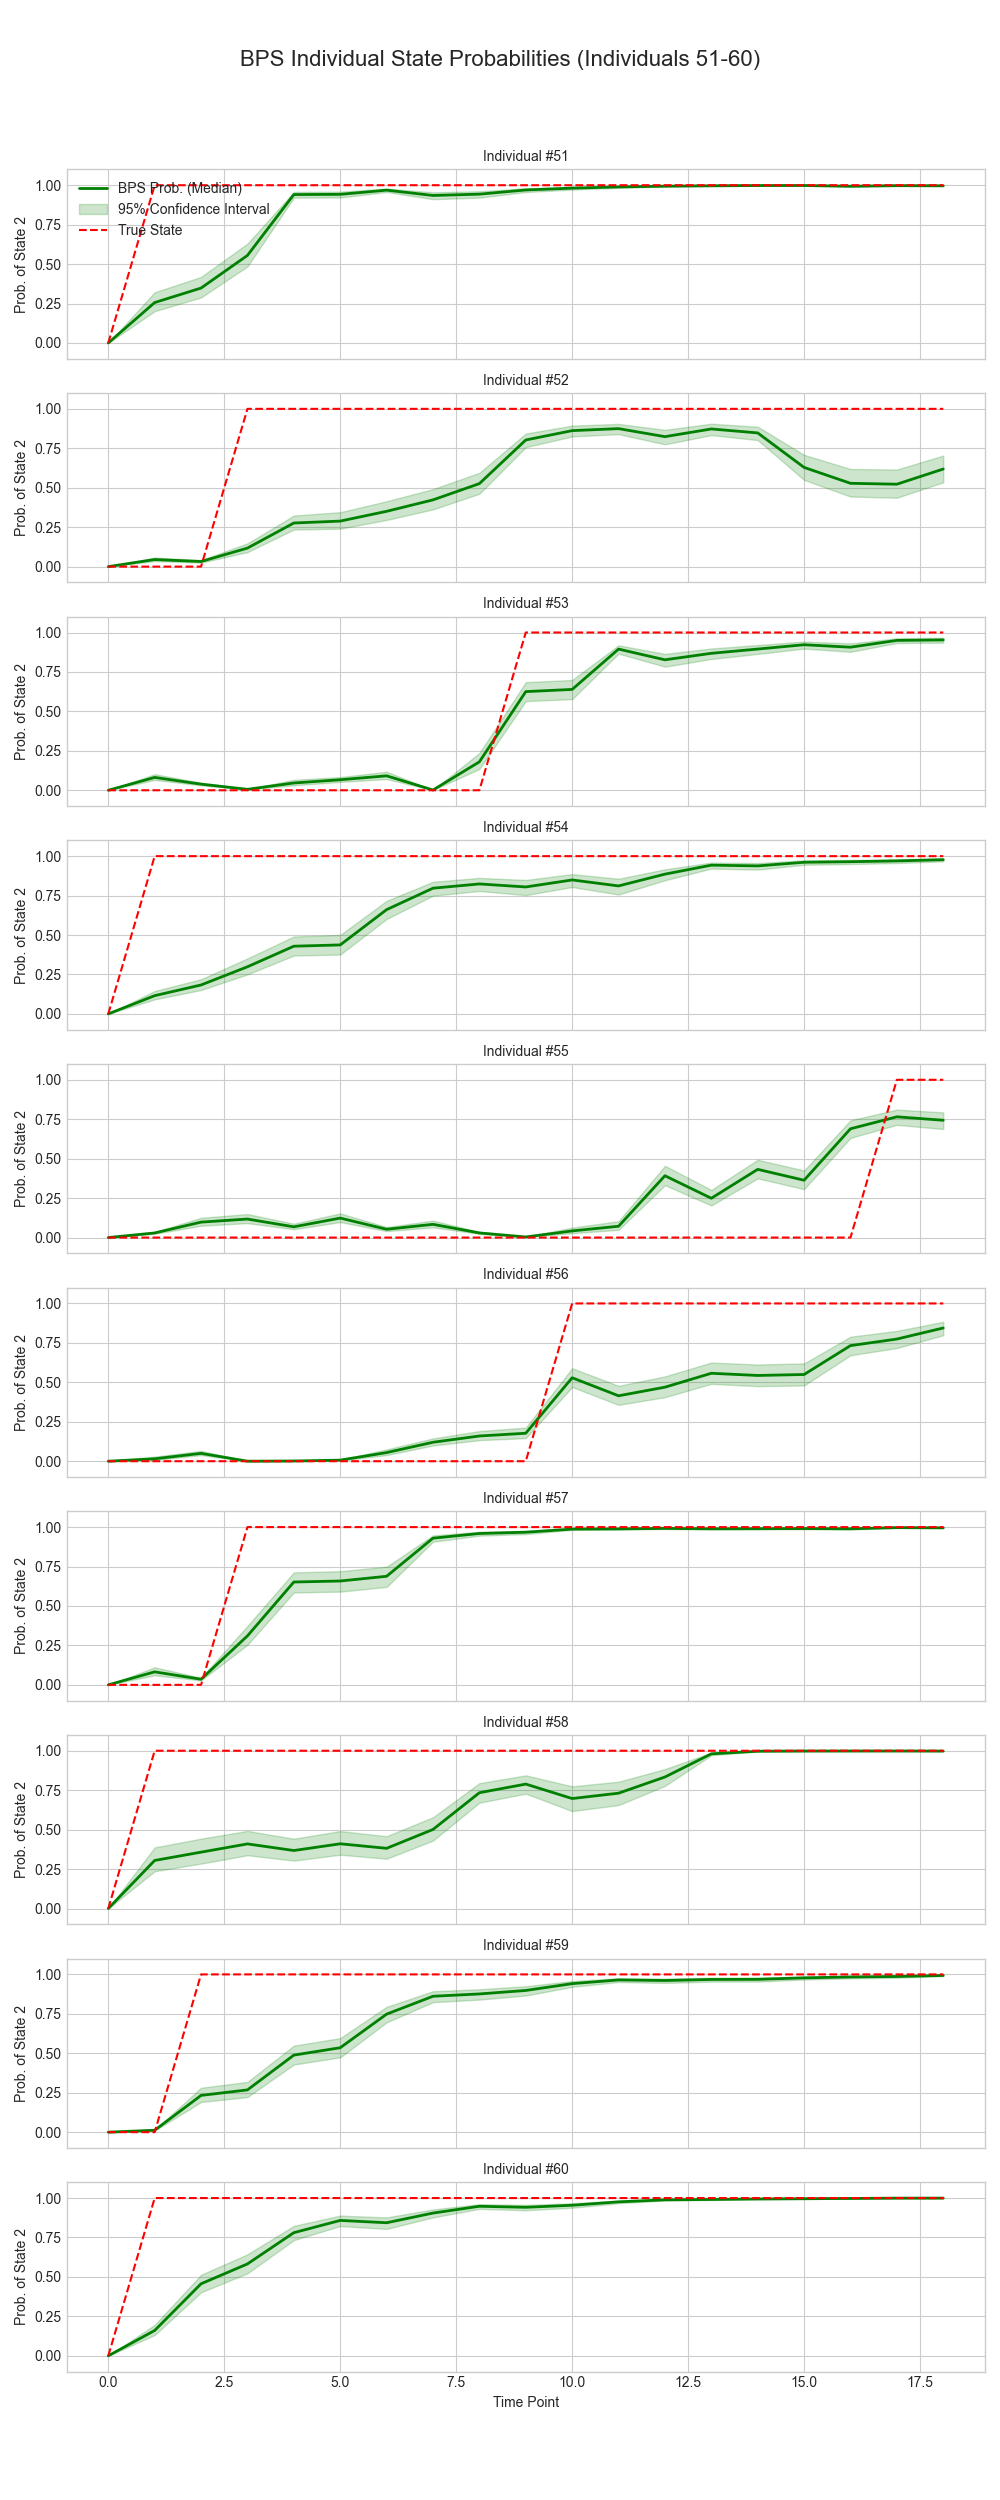 BPS Individual State Probabilities (Individuals 51-60)
Individual #51
BPS Prob. (Median)
95% Confidence Interval
True State
Prob. of State 2
1.00
0.75
0.50
0.25
0.00
Individual #52
Prob. of State 2
1.00
0.75
0.50
0.25
0.00
Individual #53
Prob. of State 2
1.00
0.75
0.50
0.25
0.00
Individual #54
Prob. of State 2
1.00
0.75
0.50
0.25
0.00
Individual #55
Prob. of State 2
1.00
0.75
0.50
0.25
0.00
Individual #56
Prob. of State 2
1.00
0.75
0.50
0.25
0.00
Individual #57
Prob. of State 2
1.00
0.75
0.50
0.25
0.00
Individual #58
Prob. of State 2
1.00
0.75
0.50
0.25
0.00
Individual #59
Prob. of State 2
1.00
0.75
0.50
0.25
0.00
Individual #60
Prob. of State 2
1.00
0.75
0.50
0.25
0.00
0.0 2.5 5.0 7.5 10.0 12.5 15.0 17.5
Time Point